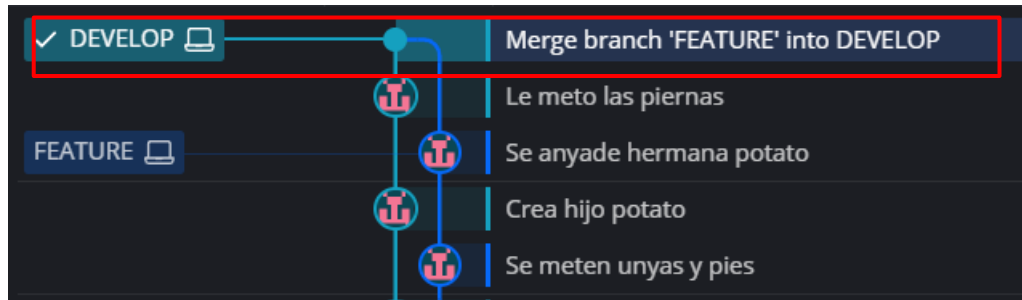 DEVELOP Merge branch 'FEATURE' into DEVELOP
Le meto las piernas
FEATURE Se anyade hermana potato
Crea hijo potato
Se meten unyas y pies